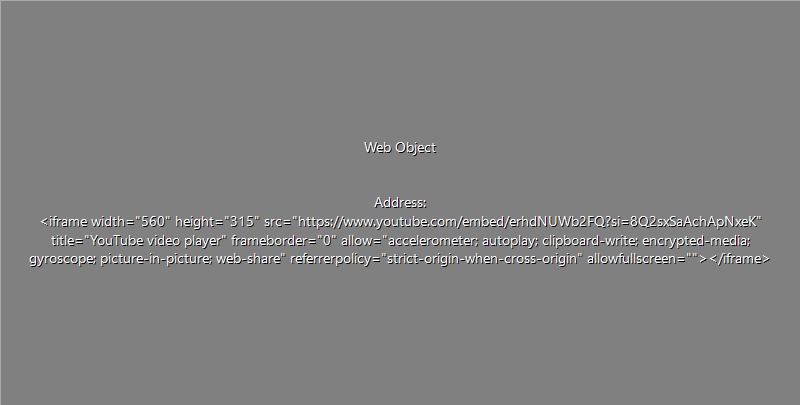 Web Object
Address:
<iframe width="560" height="315" src="https://www.youtube.com/embed/erhdNUWb2FQ?si=8Q2sxSaAchApNxeK"
title="YouTube video player" frameborder="0" allow="accelerometer; autoplay; clipboard-write; encrypted-media;
gyroscope; picture-in-picture; web-share" referrerpolicy="strict-origin-when-cross-origin" allowfullscreen=""></iframe>